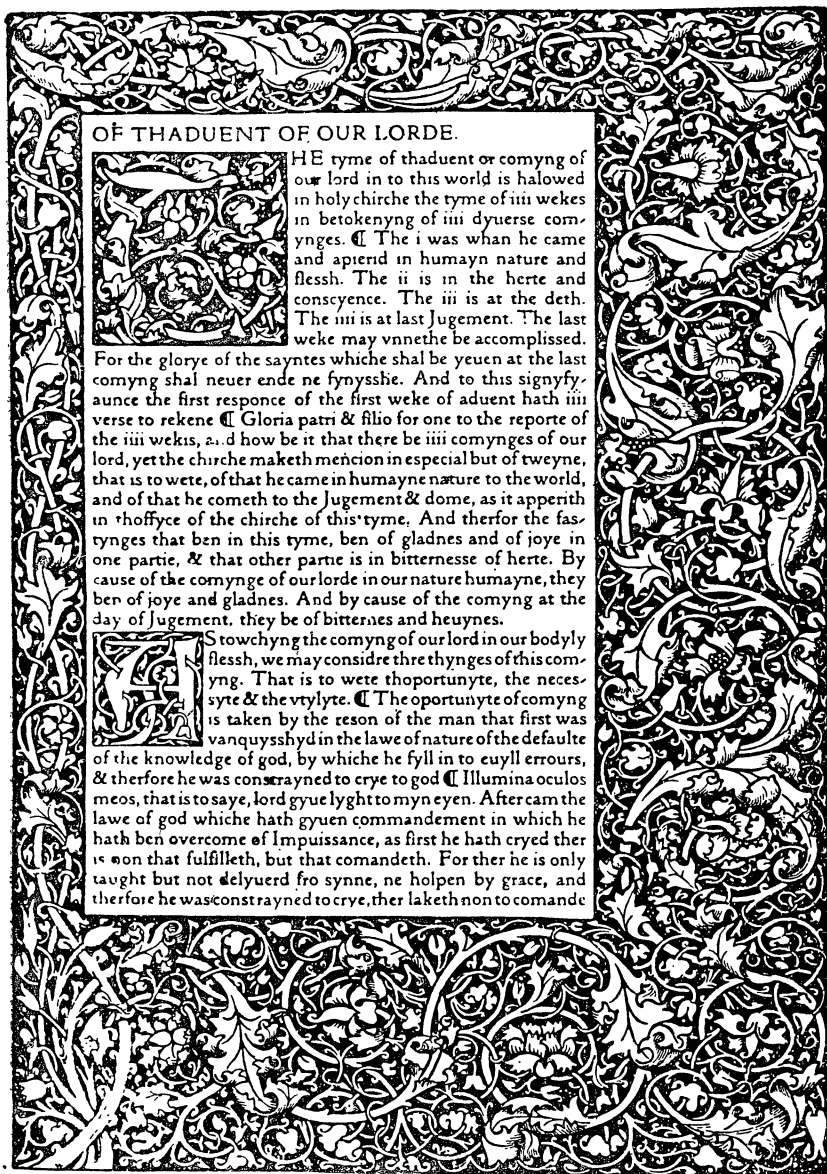 OF THADUENT OF OUR LORDE.
THE tyme of thaduent or comyng of
our lord in to this world is halowed
in holy chirche the tyme of iiii wekes
in betokenyng of iiii dyuerse com-
ynges. ❡ The i was whan he came
and apierid in humayn nature and
flessh. The ii is in the herte and
conscyence. The iii is at the deth.
The iiii is at last Jugement. The last
weke may vnnethe be accomplissed.
For the glorye of the sayntes whiche shal be yeuen at the last
comyng shal neuer ende ne fynysshe. And to this signyfy-
aunce the first responce of the first weke of aduent hath iiii
verse to rekene ❡ Gloria patri & filio for one to the reporte of
the iiii wekis, and how be it that there be iiii comynges of our
lord, yet the chirche maketh mencion in especial but of tweyne,
that is to wete, of that he came in humayne nature to the world,
and of that he cometh to the Jugement & dome, as it apperith
in thoffyce of the chirche of this tyme. And therfor the fas-
tynges that ben in this tyme, ben of gladnes and of joye in
one partie, & that other partie is in bitternesse of herte. By
cause of the comynge of our lorde in our nature humayne, they
ben of joye and gladnes. And by cause of the comyng at the
day of Jugement, they be of bitternes and heuynes.
AS towchyng the comyng of our lord in our bodyly
flessh, we may considre thre thynges of this com-
yng. That is to wete thoportunyte, the neces-
syte & the vtylyte. ❡ The oportunyte of comyng
is taken by the reson of the man that first was
vanquysshyd in the lawe of nature of the defaulte
of the knowledge of god, by whiche he fyll in to euyll errours,
& therfore he was constrayned to crye to god ❡ Illumina oculos
meos, that is to saye, lord gyue lyght to myn eyen. After cam the
lawe of god whiche hath gyuen commandement in which he
hath ben overcome of Impuissance, as first he hath cryed ther
is non that fulfilleth, but that comandeth. For ther he is only
taught but not delyuerd fro synne, ne holpen by grace, and
therfore he was constrayned to crye, ther laketh non to comande